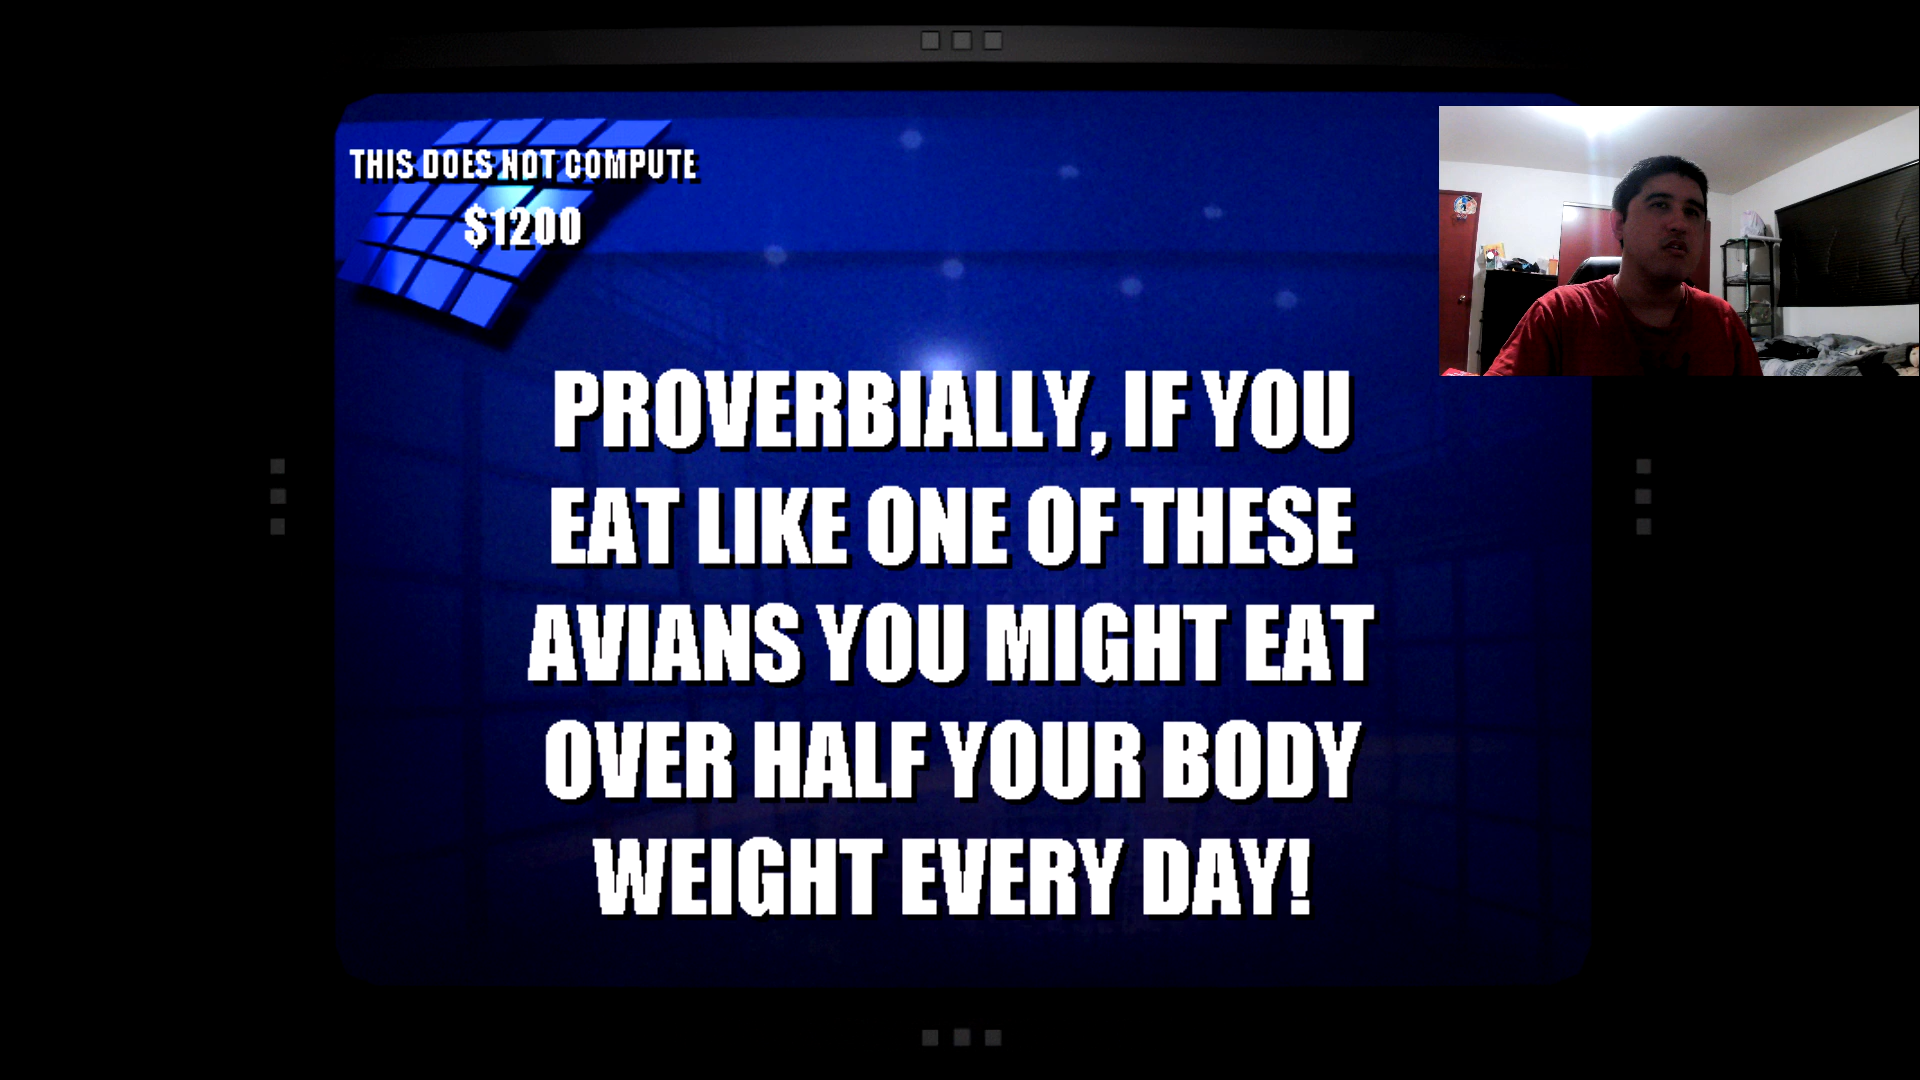 THIS DOES NOT COMPUTE
$1200
PROVERBIALLY, IF YOU
EAT LIKE ONE OF THESE
AVIANS YOU MIGHT EAT
OVER HALF YOUR BODY
WEIGHT EVERY DAY!